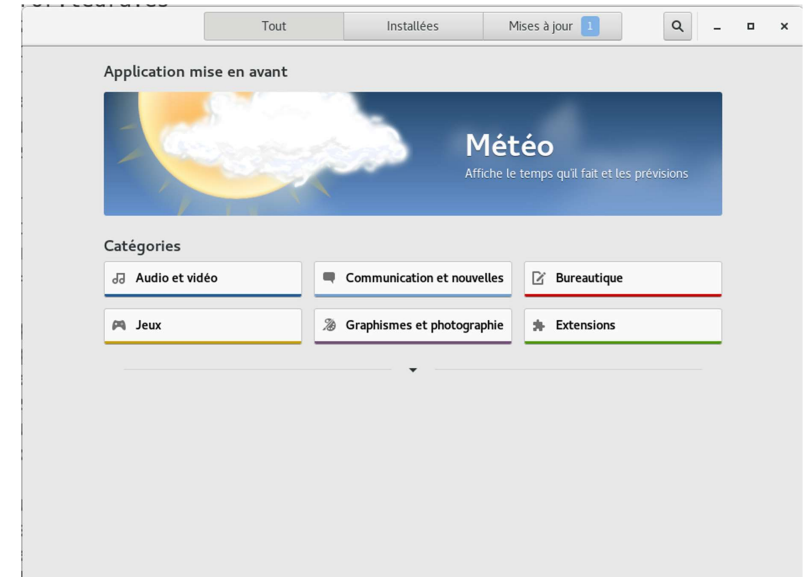 Tout
Installées
Mises à jour 1
Application mise en avant
Météo
Affiche le temps qu'il fait et les prévisions
Catégories
Audio et vidéo
Communication et nouvelles
Bureautique
Jeux
Graphismes et photographie
Extensions